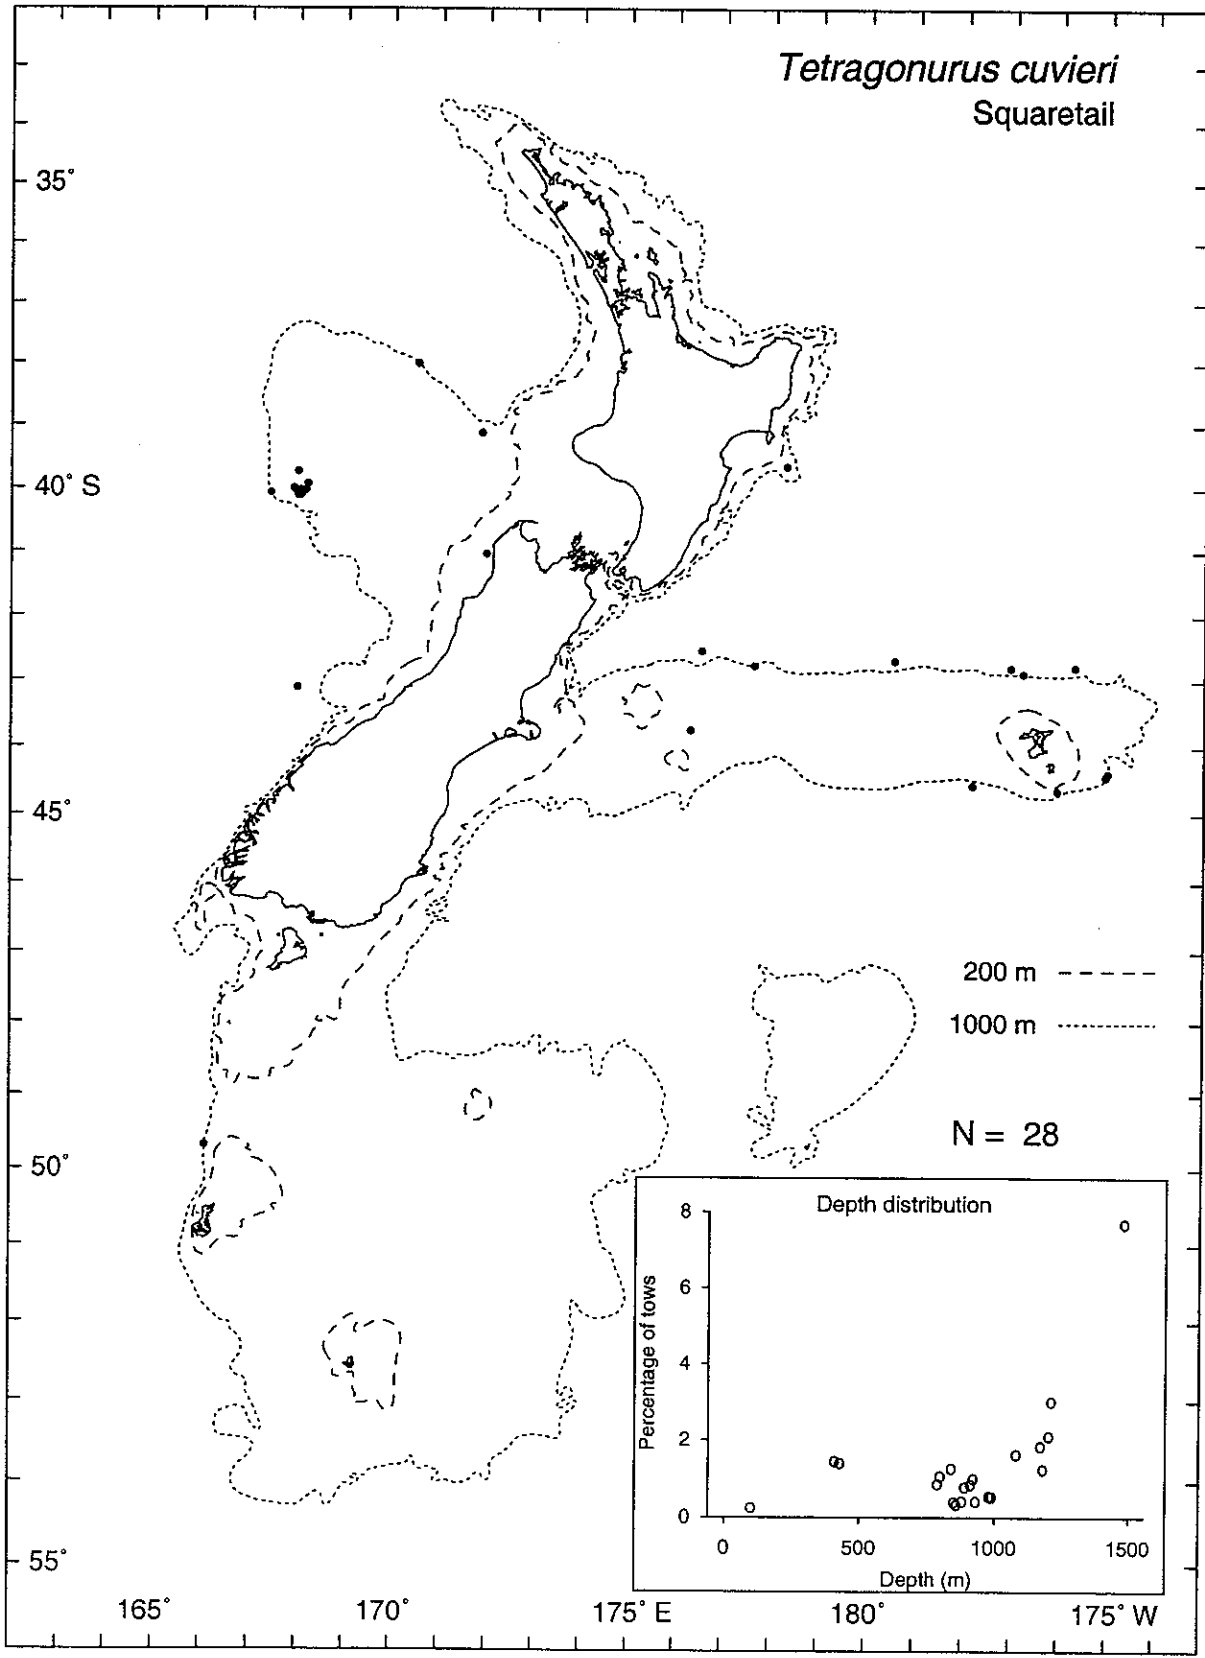 Tetragonurus cuvieri
Squaretail
35°
40° S
45°
200 m
1000 m
N = 28
50°
Depth distribution
8
6
4
2
0
Percentage of tows
0 500 1000 1500
Depth (m)
55°
165° 170° 175° E 180° 175° W